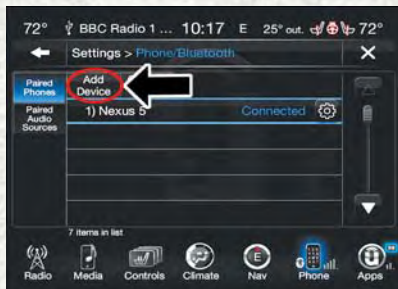 72° BBC Radio 1 ... 10:17 E 25° out. 72°
Settings > Phone/Bluetooth X
Paired
Phones
Add
Device
1) Nexus 5 Connected
Paired
Audio
Sources
7 items in list
Radio Media Controls Climate Nav Phone Apps
E